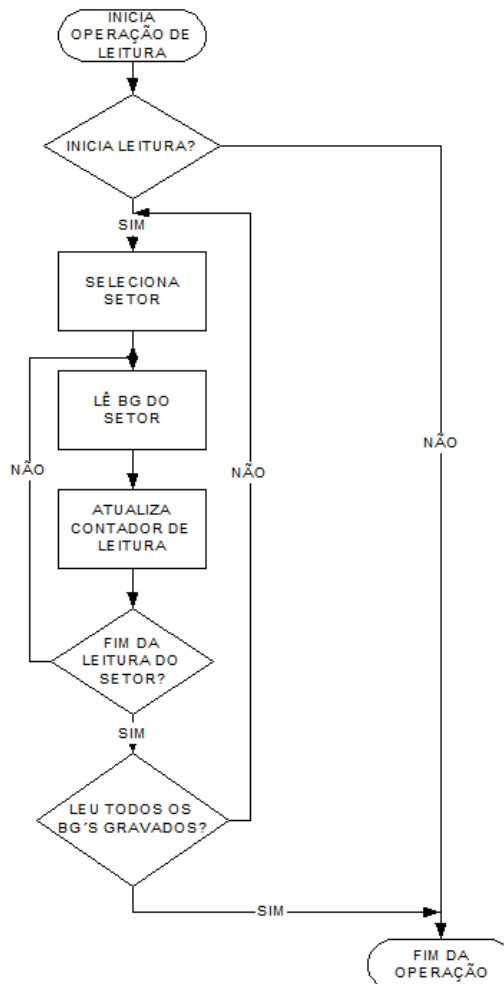 INICIA
OPERAÇÃO DE
LEITURA
INICIA LEITURA?
SIM
SELECIONA
SETOR
LÊ BG DO
SETOR
NÃO
NÃO
NÃO
ATUALIZA
CONTADOR DE
LEITURA
FIM DA
LEITURA DO
SETOR?
SIM
LEU TODOS OS
BG´S GRAVADOS?
SIM
FIM DA
OPERAÇÃO